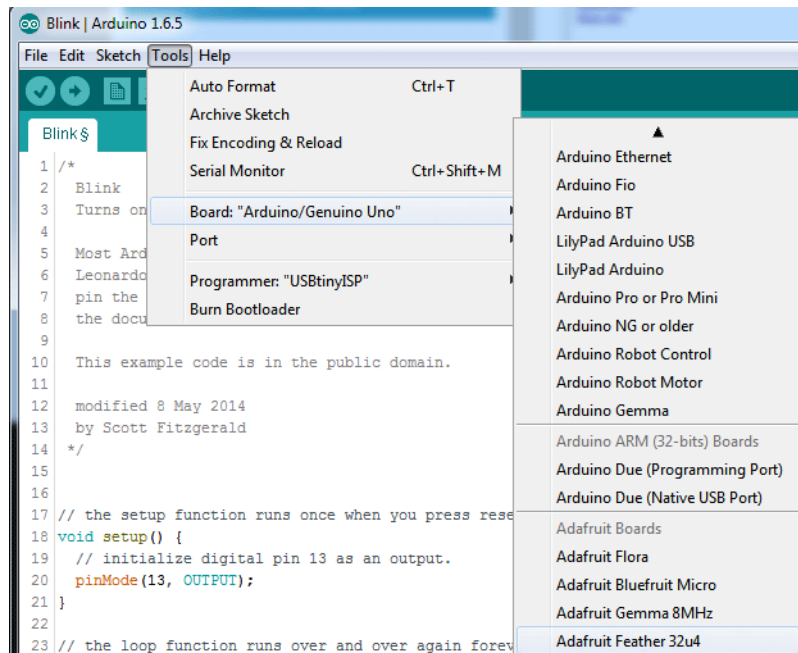 Blink | Arduino 1.6.5
File Edit Sketch Tools Help
Auto Format Ctrl+T
Archive Sketch
Fix Encoding & Reload
Serial Monitor Ctrl+Shift+M
Board: "Arduino/Genuino Uno"
Port
Programmer: "USBtinyISP"
Burn Bootloader
Arduino Ethernet
Arduino Fio
Arduino BT
LilyPad Arduino USB
LilyPad Arduino
Arduino Pro or Pro Mini
Arduino NG or older
Arduino Robot Control
Arduino Robot Motor
Arduino Gemma
Arduino ARM (32-bits) Boards
Arduino Due (Programming Port)
Arduino Due (Native USB Port)
Adafruit Boards
Adafruit Flora
Adafruit Bluefruit Micro
Adafruit Gemma 8MHz
Adafruit Feather 32u4
Blink §
1 /*
2 Blink
3 Turns on
4
5 Most Ard
6 Leonardo
7 pin the
8 the docu
9
10 This example code is in the public domain.
11
12 modified 8 May 2014
13 by Scott Fitzgerald
14 */
15
16
17 // the setup function runs once when you press rese
18 void setup() {
19 // initialize digital pin 13 as an output.
20 pinMode(13, OUTPUT);
21 }
22
23 // the loop function runs over and over again forev